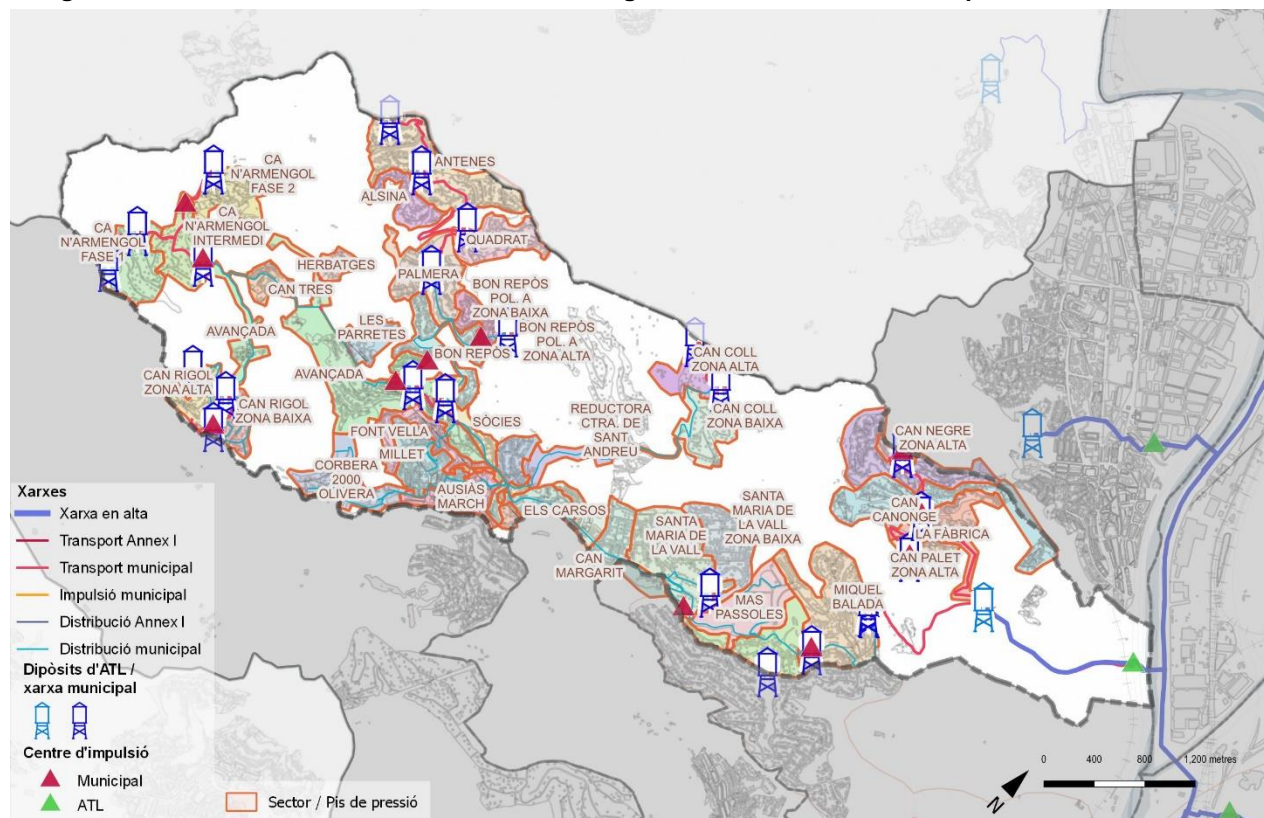 CA
N'ARMENGOL
FASE 2
ANTENES
ALSINA
CA
N'ARMENGOL
FASE 1
CA
N'ARMENGOL
INTERMEDI
QUADRAT
HERBATGES
PALMERA
CAN TRES
BON REPÒS
POL. A
ZONA BAIXA
LES
PARRETES
AVANÇADA
BON REPÒS
POL. A
ZONA ALTA
BON REPÒS
CAN COLL
ZONA ALTA
AVANÇADA
CAN RIGOL
ZONA ALTA
CAN RIGOL
ZONA BAIXA
REDUCTORA
CTRA. DE
SANT
ANDREU
CAN COLL
ZONA BAIXA
SÒCIES
FONT VELLA
MILLET
CAN NEGRE
ZONA ALTA
CORBERA
2000,
OLIVERA
AUSIÀS
MARCH
ELS CARSOS
SANTA
MARIA DE
LA VALL
ZONA BAIXA
SANTA
MARIA DE
LA VALL
CAN
CANONGE
LA FÀBRICA
CAN PALET
ZONA ALTA
CAN
MARGARIT
MAS
PASSOLES
MIQUEL
BALADA
Xarxes
Xarxa en alta
Transport Annex I
Transport municipal
Impulsió municipal
Distribució Annex I
Distribució municipal
Dipòsits d'ATL /
xarxa municipal
Centre d'impulsió
Municipal
ATL
Sector / Pis de pressió
0 400 800 1,200 metres
N